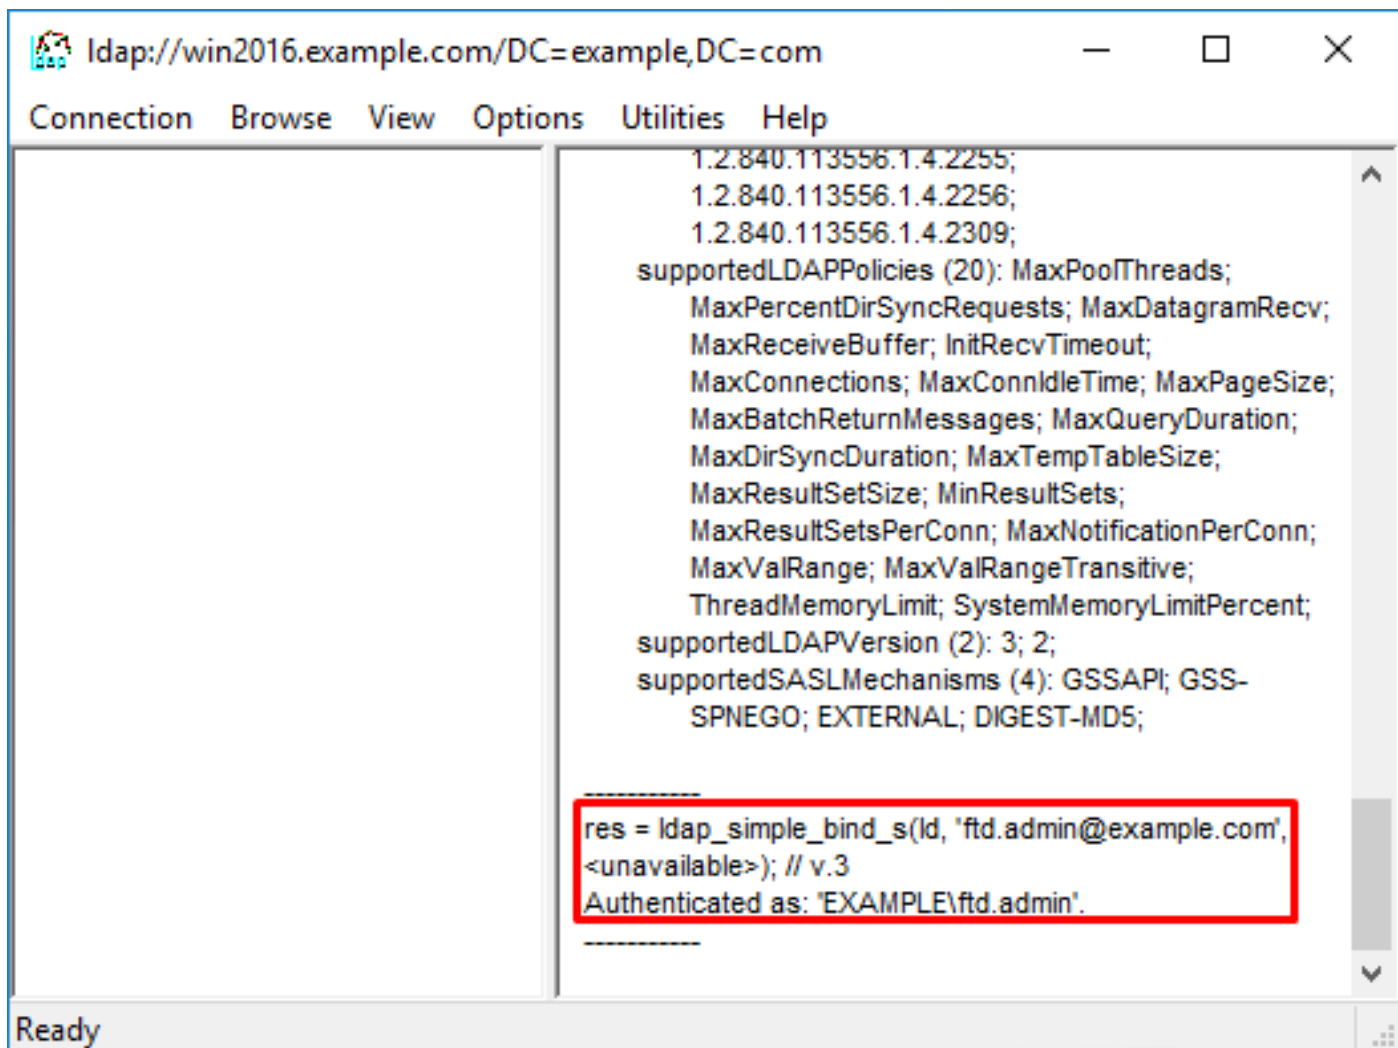 ldap://win2016.example.com/DC=example,DC=com
Connection Browse View Options Utilities Help
1.2.840.113556.1.4.2255;
1.2.840.113556.1.4.2256;
1.2.840.113556.1.4.2309;
supportedLDAPPolicies (20): MaxPoolThreads;
MaxPercentDirSyncRequests; MaxDatagramRecv;
MaxReceiveBuffer; InitRecvTimeout;
MaxConnections; MaxConnIdleTime; MaxPageSize;
MaxBatchReturnMessages; MaxQueryDuration;
MaxDirSyncDuration; MaxTempTableSize;
MaxResultSetSize; MinResultSets;
MaxResultSetsPerConn; MaxNotificationPerConn;
MaxValRange; MaxValRangeTransitive;
ThreadMemoryLimit; SystemMemoryLimitPercent;
supportedLDAPVersion (2): 3; 2;
supportedSASLMechanisms (4): GSSAPI; GSS-
SPNEGO; EXTERNAL; DIGEST-MD5;
-----------
res = ldap_simple_bind_s(ld, 'ftd.admin@example.com',
<unavailable>); // v.3
Authenticated as: 'EXAMPLE\ftd.admin'.
-----------
Ready